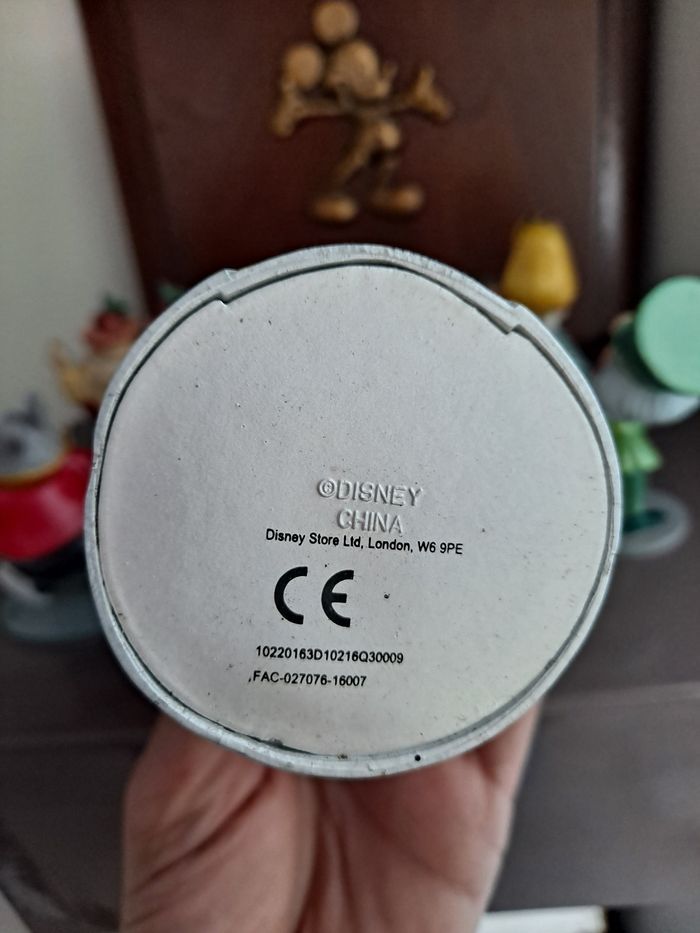 ©DISNEY
CHINA
Disney Store Ltd, London, W6 9PE
CE
10220163D10216Q30009
FAC-027076-16007